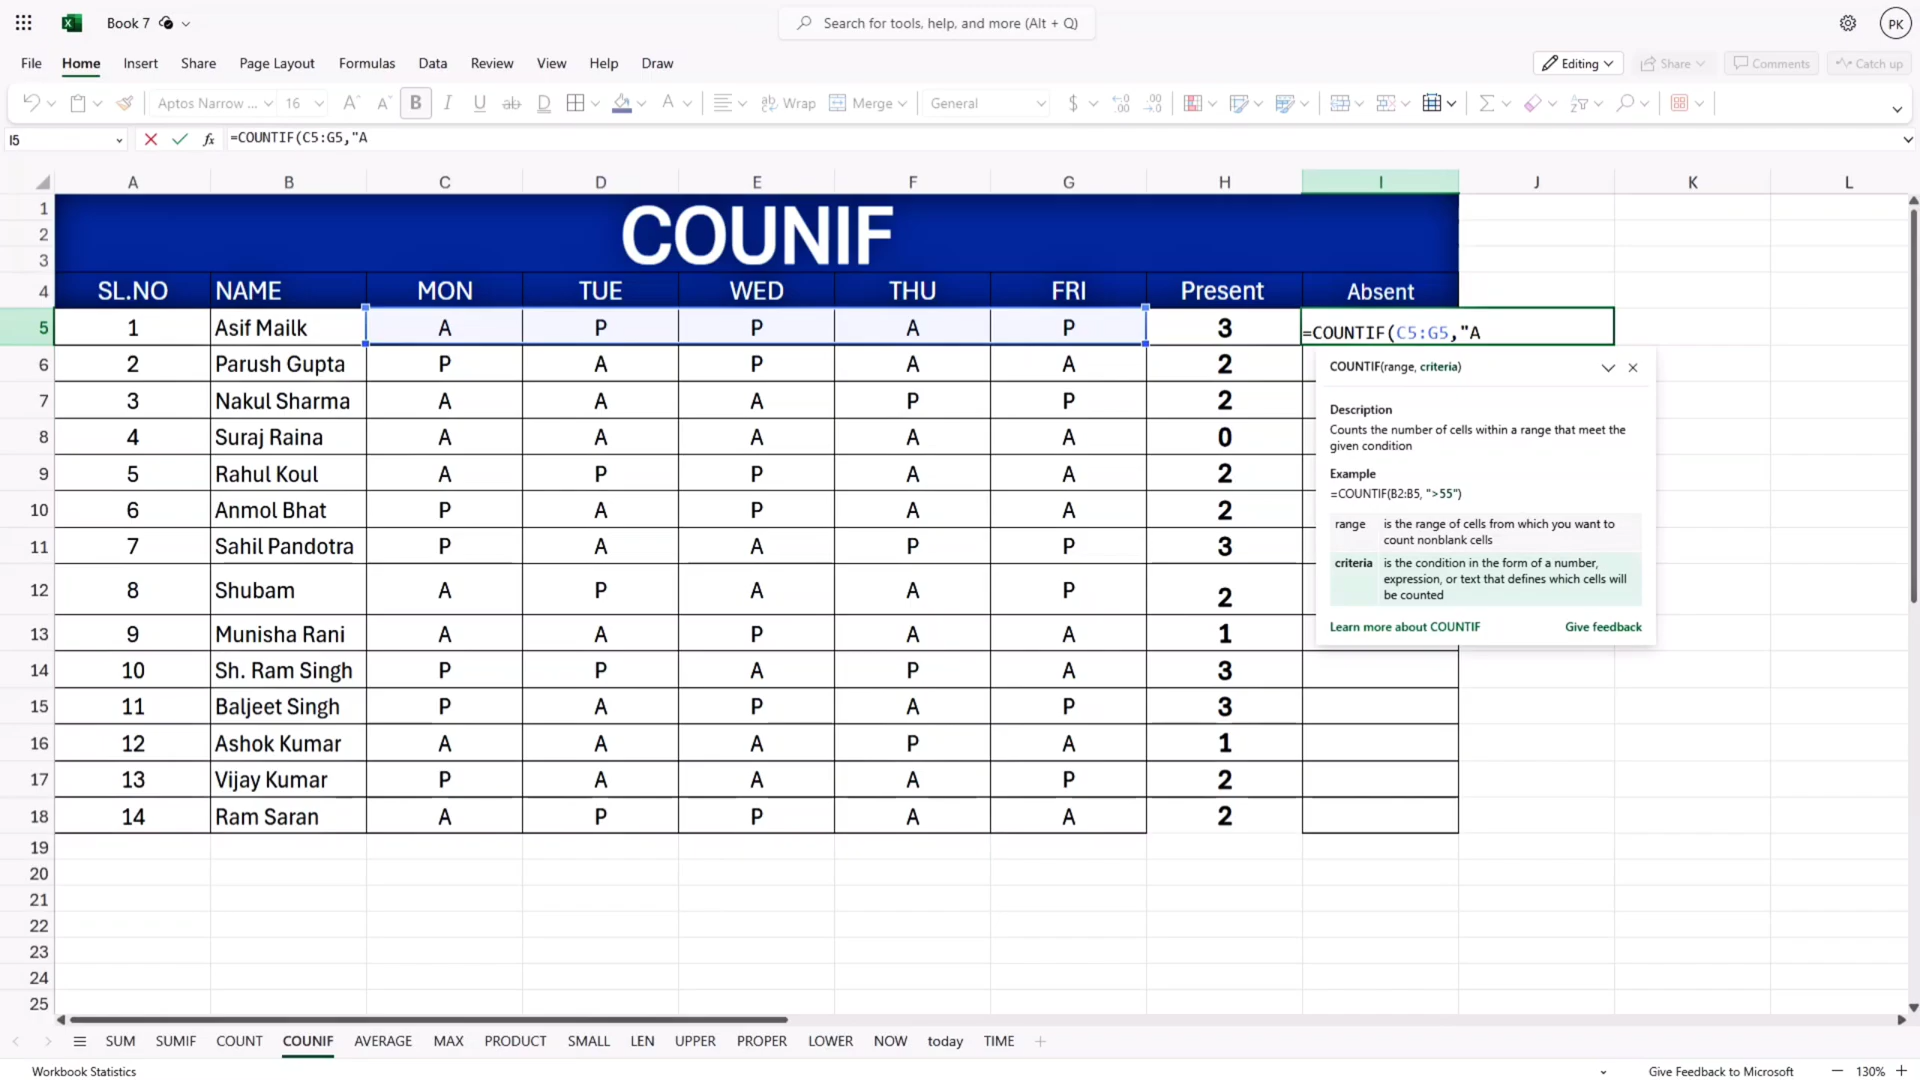 Book 7
Search for tools, help, and more (Alt + Q)
PK
File Home Insert Share Page Layout Formulas Data Review View Help Draw
Editing Share Comments Catch up
Aptos Narrow ... 16 A A B I U ab D A Wrap Merge General $
I5 fx =COUNTIF(C5:G5,"A
A B C D E F G H I J K L
1
2 COUNIF
3
4 SL.NO NAME MON TUE WED THU FRI Present Absent
5 1 Asif Mailk A P P A P 3 =COUNTIF(C5:G5,"A
6 2 Parush Gupta P A P A A 2
7 3 Nakul Sharma A A A P P 2
8 4 Suraj Raina A A A A A 0
9 5 Rahul Koul A P P A A 2
10 6 Anmol Bhat P A P A A 2
11 7 Sahil Pandotra P A A P P 3
12 8 Shubam A P A A P 2
13 9 Munisha Rani A A P A A 1
14 10 Sh. Ram Singh P P A P A 3
15 11 Baljeet Singh P A P A P 3
16 12 Ashok Kumar A A A P A 1
17 13 Vijay Kumar P A A A P 2
18 14 Ram Saran A P P A A 2
19
20
21
22
23
24
25
COUNTIF(range, criteria)
Description
Counts the number of cells within a range that meet the
given condition
Example
=COUNTIF(B2:B5, ">55")
range is the range of cells from which you want to
count nonblank cells
criteria is the condition in the form of a number,
expression, or text that defines which cells will
be counted
Learn more about COUNTIF Give feedback
SUM SUMIF COUNT COUNIF AVERAGE MAX PRODUCT SMALL LEN UPPER PROPER LOWER NOW today TIME
Workbook Statistics Give Feedback to Microsoft 130%